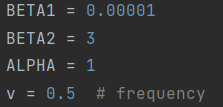 BETA1 = 0.00001
BETA2 = 3
ALPHA = 1
v = 0.5  # frequency